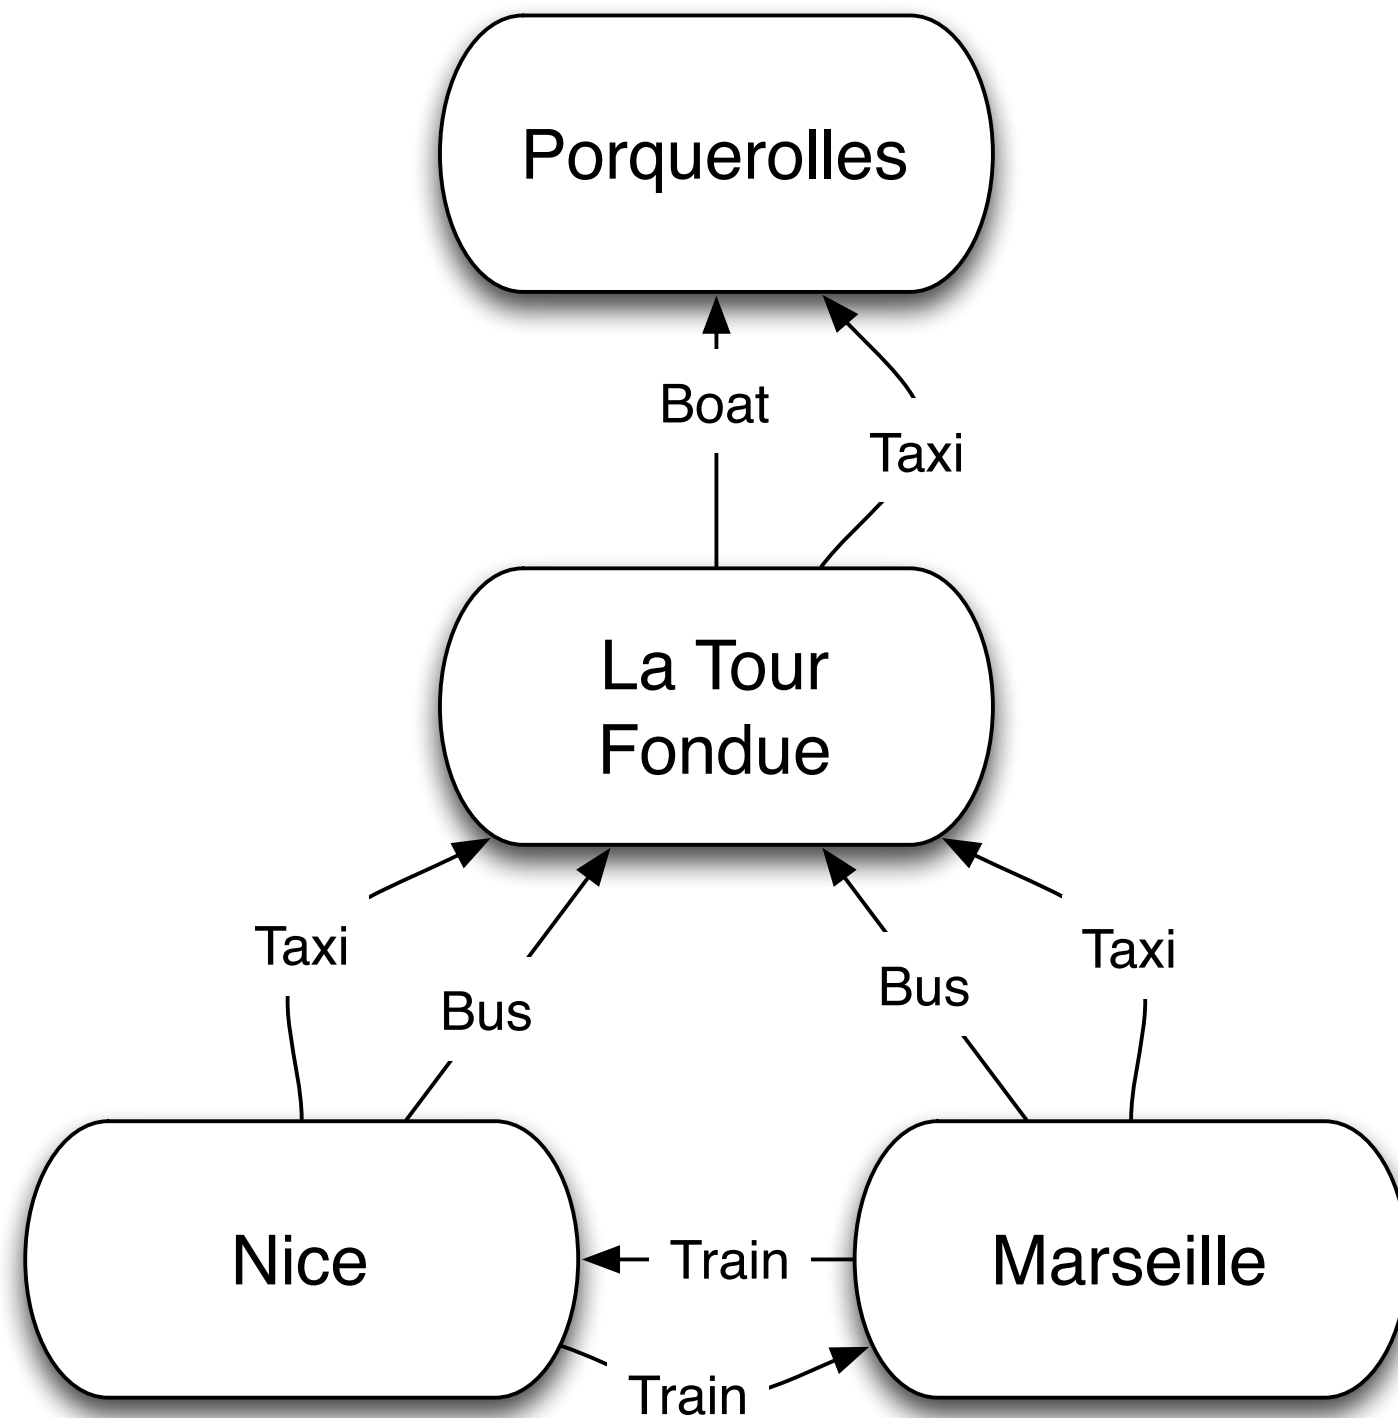 Porquerolles
Boat
Taxi
La Tour
Fondue
Taxi
Bus
Bus
Taxi
Nice
Train
Marseille
Train